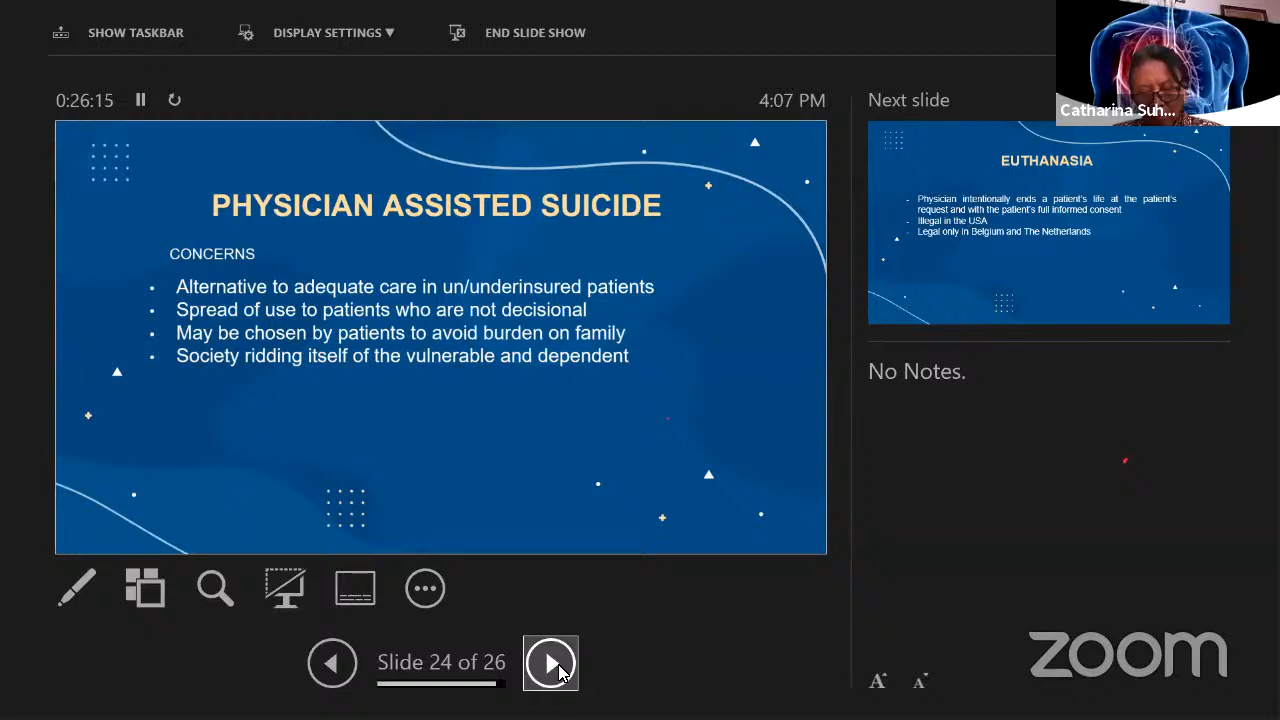 SHOW TASKBAR
DISPLAY SETTINGS ▼
END SLIDE SHOW
Catharina Suh...
0:26:15
4:07 PM
PHYSICIAN ASSISTED SUICIDE
CONCERNS
• Alternative to adequate care in un/underinsured patients
• Spread of use to patients who are not decisional
• May be chosen by patients to avoid burden on family
• Society ridding itself of the vulnerable and dependent
Slide 24 of 26
Next slide
EUTHANASIA
- Physician intentionally ends a patient's life at the patient's
request and with the patient's full informed consent
- Illegal in the USA
- Legal only in Belgium and The Netherlands
No Notes.
A A
zoom